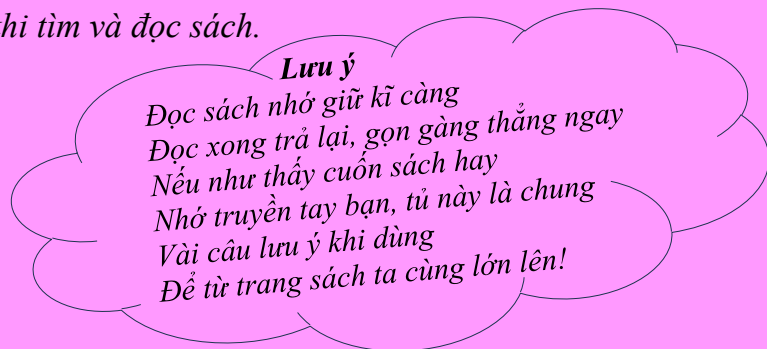 thi tìm và đọc sách.
Lưu ý
Đọc sách nhớ giữ kĩ càng
Đọc xong trả lại, gọn gàng thẳng ngay
Nếu như thấy cuốn sách hay
Nhớ truyền tay bạn, tủ này là chung
Vài câu lưu ý khi dùng
Để từ trang sách ta cùng lớn lên!